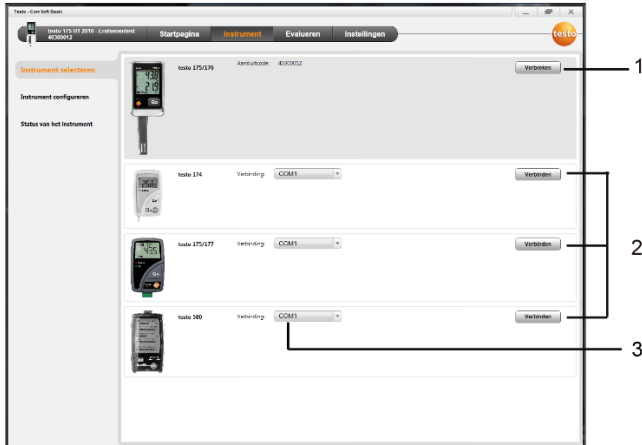 Testo - Comfort Software Basic
testo 175 H1 2010 - Letztemonteert
40300012
Startpagina Instrument Evalueren Instellingen
testo
Instrument selecteren
Instrument configureren
Status van het instrument
testo 175/176 Aansluitcode 40300012 Verbreken
1
testo 174 Verbinding: COM1 Verbinden
2
testo 175/177 Verbinding: COM1 Verbinden
testo 580 Verbinding: COM1 Verbinden
3